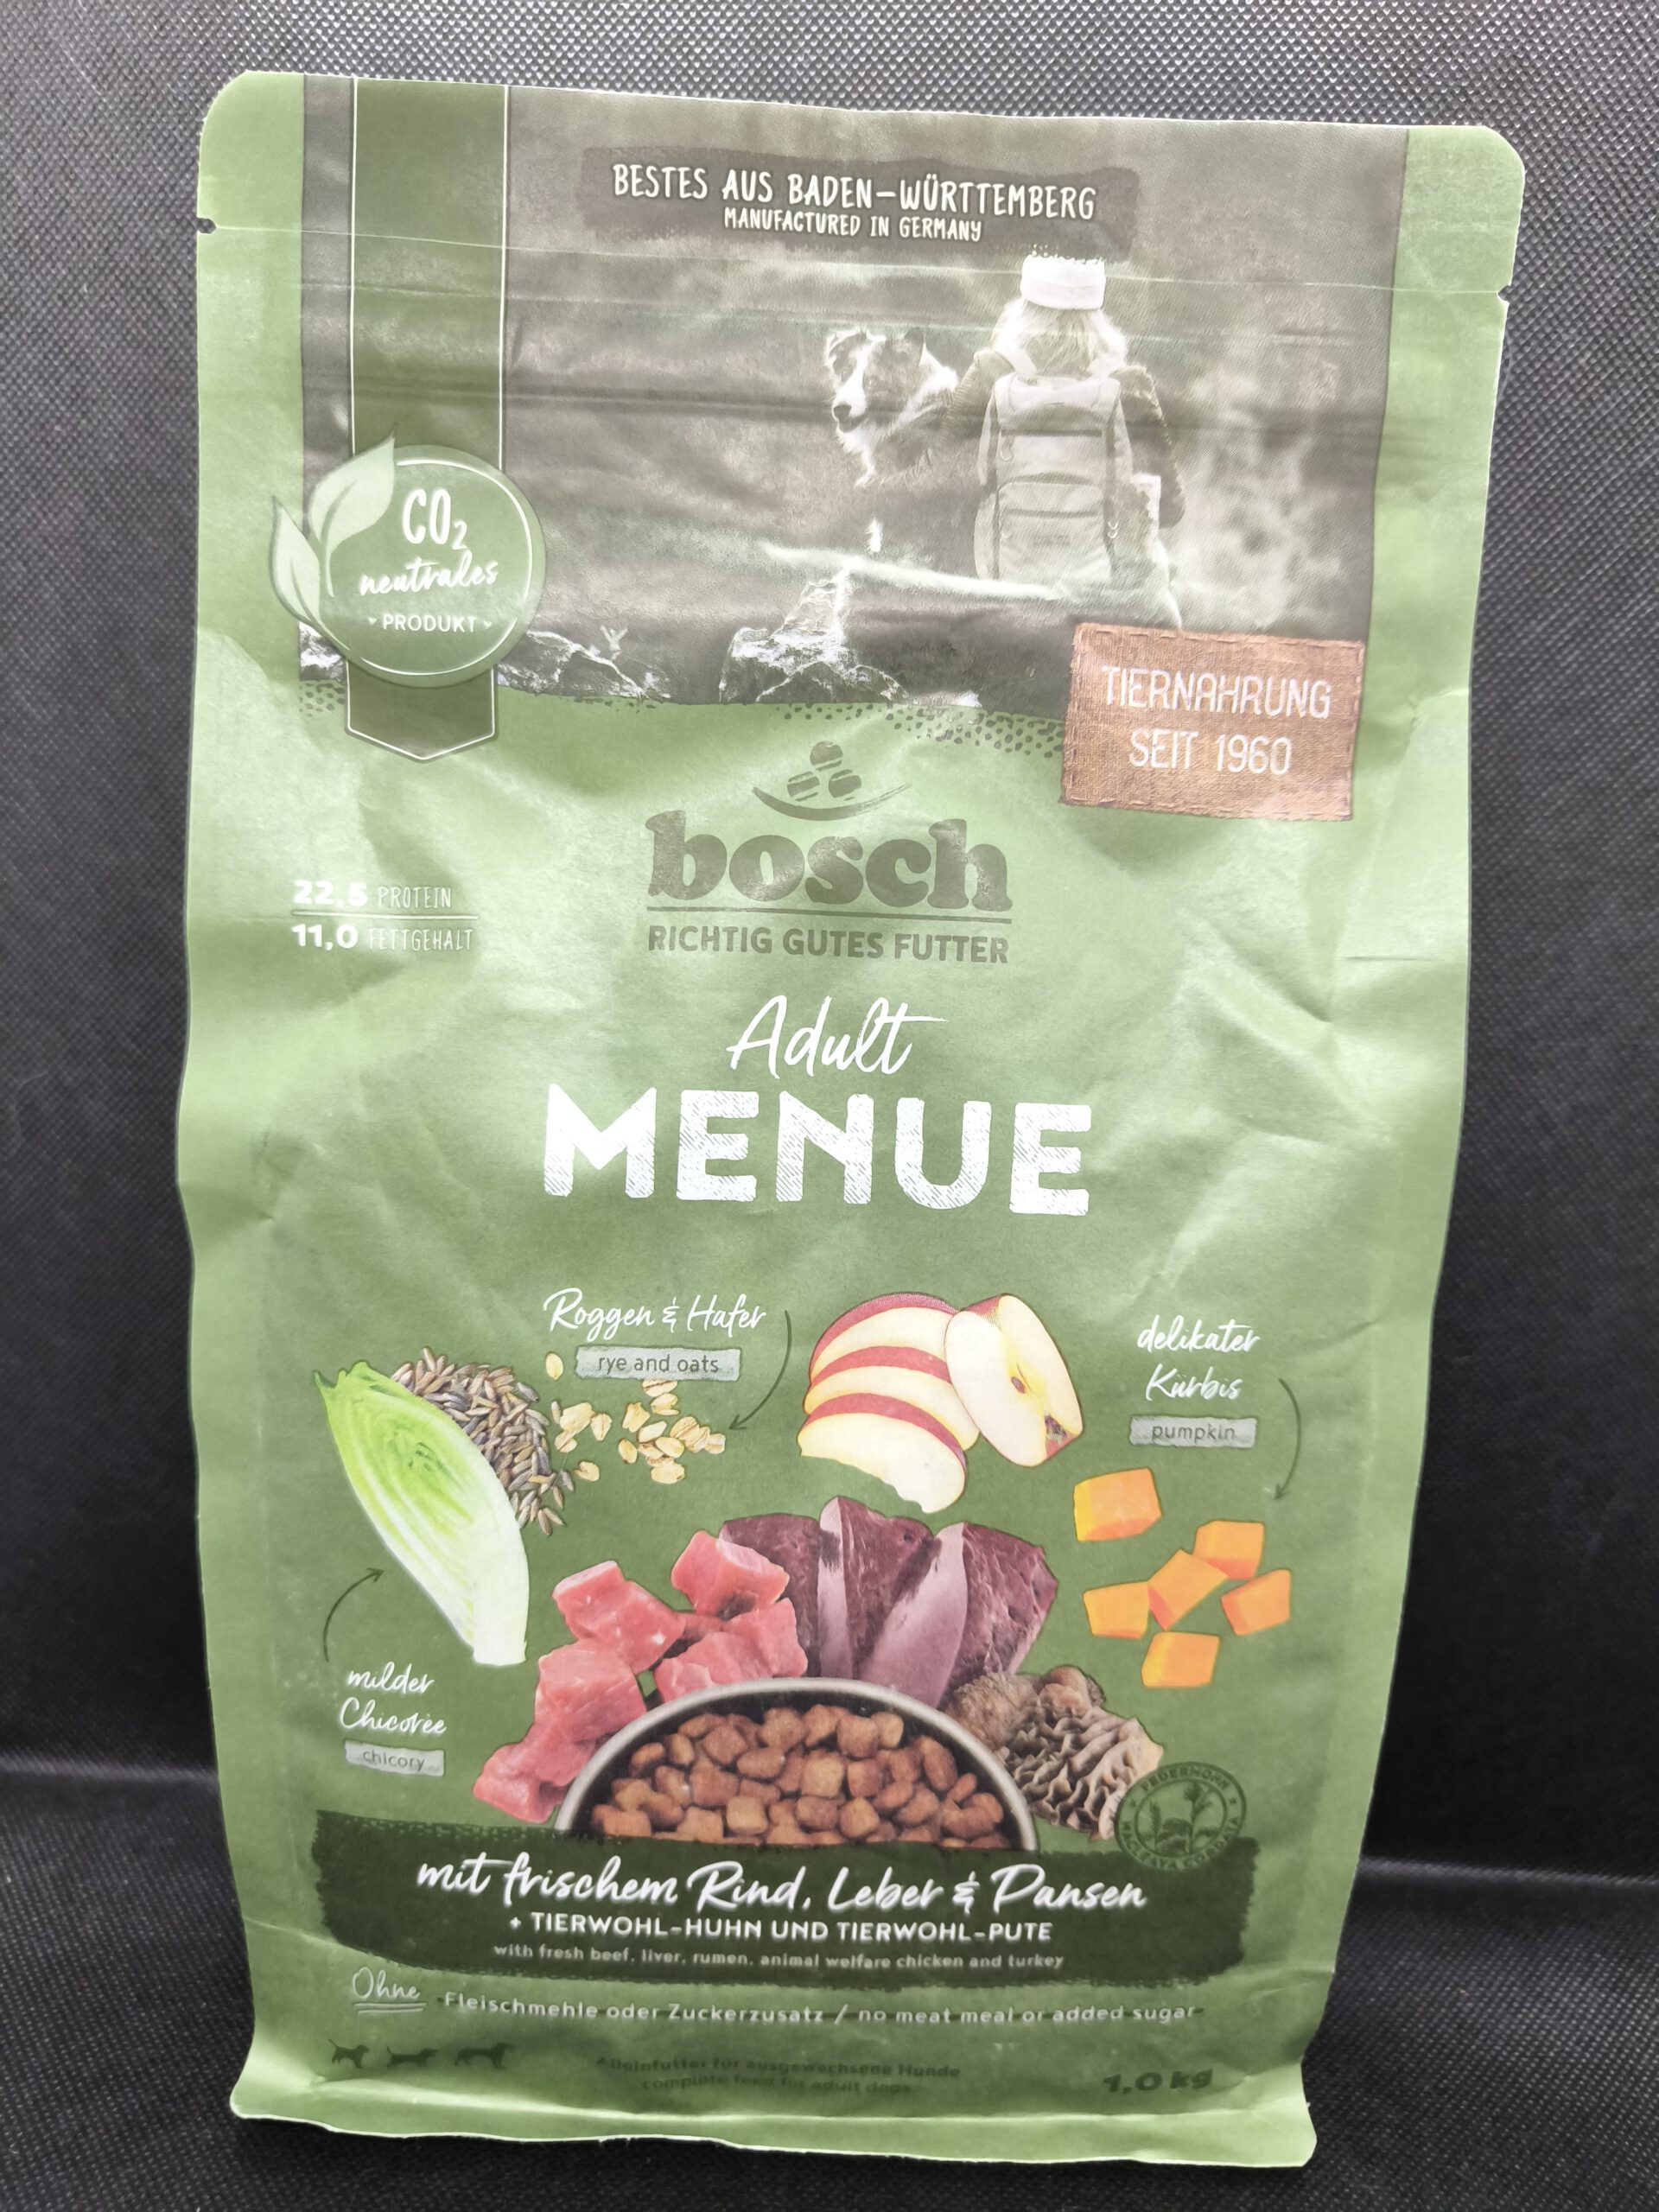 BESTES AUS BADEN-WÜRTTEMBERG
MANUFACTURED IN GERMANY
CO₂
neutrales
PRODUKT
TIERNAHRUNG
SEIT 1960
bosch
RICHTIG GUTES FUTTER
22,5 PROTEIN
11,0 FETTGEHALT
Adult
MENUE
Roggen & Hafer
rye and oats
delikater
Kürbis
pumpkin
milder
Chicorèe
chicory
FEDERMOHN
MACLEAYA CORDATA
mit frischem Rind, Leber & Pansen
+ TIERWOHL-HUHN UND TIERWOHL-PUTE
with fresh beef, liver, rumen, animal welfare chicken and turkey
Ohne Fleischmehle oder Zuckerzusatz / no meat meal or added sugar
Alleinfutter für ausgewachsene Hunde
complete feed for adult dogs
1,0 kg